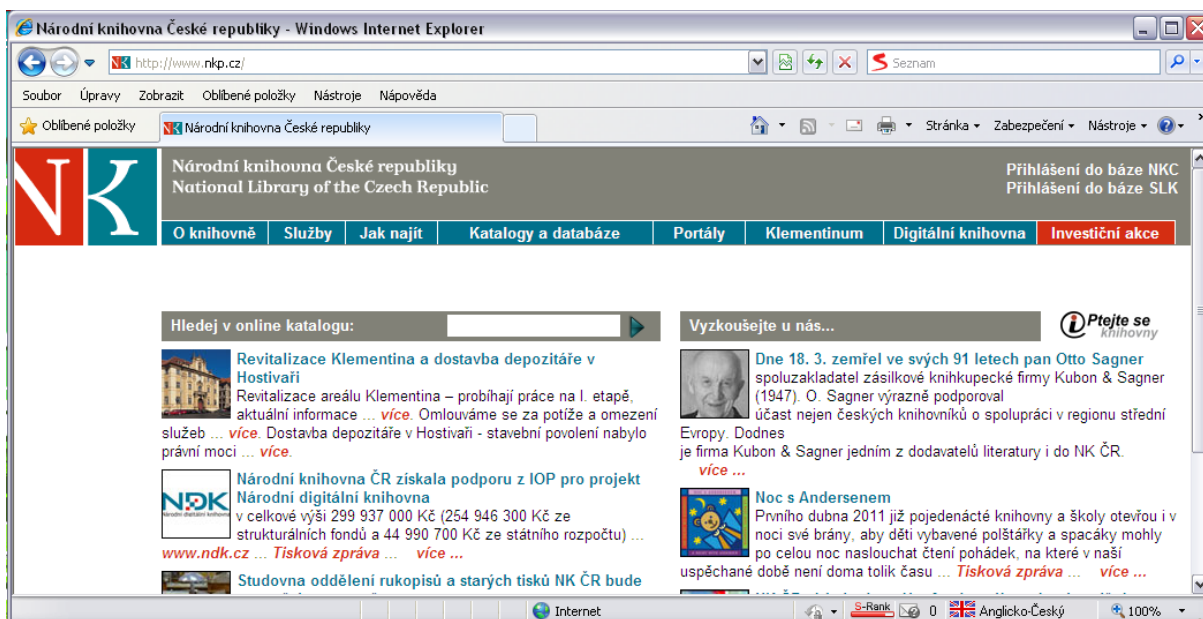 Národní knihovna České republiky - Windows Internet Explorer
http://www.nkp.cz/
Seznam
Soubor Úpravy Zobrazit Oblíbené položky Nástroje Nápověda
Oblíbené položky
Národní knihovna České republiky
Stránka Zabezpečení Nástroje
NK
Národní knihovna České republiky
National Library of the Czech Republic
Přihlášení do báze NKC
Přihlášení do báze SLK
O knihovně Služby Jak najít Katalogy a databáze Portály Klementinum Digitální knihovna Investiční akce
Hledej v online katalogu:
Revitalizace Klementina a dostavba depozitáře v
Hostivaři
Revitalizace areálu Klementina – probíhají práce na I. etapě,
aktuální informace ... více. Omlouváme se za potíže a omezení
služeb ... více. Dostavba depozitáře v Hostivaři - stavební povolení nabylo
právní moci ... více.
NDK
Národní digitální knihovna
Národní knihovna ČR získala podporu z IOP pro projekt
Národní digitální knihovna
v celkové výši 299 937 000 Kč (254 946 300 Kč ze
strukturálních fondů a 44 990 700 Kč ze státního rozpočtu) ...
www.ndk.cz ... Tisková zpráva ... více ...
Studovna oddělení rukopisů a starých tisků NK ČR bude
Vyzkoušejte u nás...
i Ptejte se
knihovny
Dne 18. 3. zemřel ve svých 91 letech pan Otto Sagner
spoluzakladatel zásilkové knihkupecké firmy Kubon & Sagner
(1947). O. Sagner výrazně podporoval
účast nejen českých knihovníků o spolupráci v regionu střední
Evropy. Dodnes
je firma Kubon & Sagner jedním z dodavatelů literatury i do NK ČR.
více ...
Noc s Andersenem
Prvního dubna 2011 již pojedenácté knihovny a školy otevřou i v
noci své brány, aby děti vybavené polštářky a spacáky mohly
po celou noc naslouchat čtení pohádek, na které v naší
uspěchané době není doma tolik času ... Tisková zpráva ... více ...
Internet
S-Rank 0 Anglicko-Český 100%